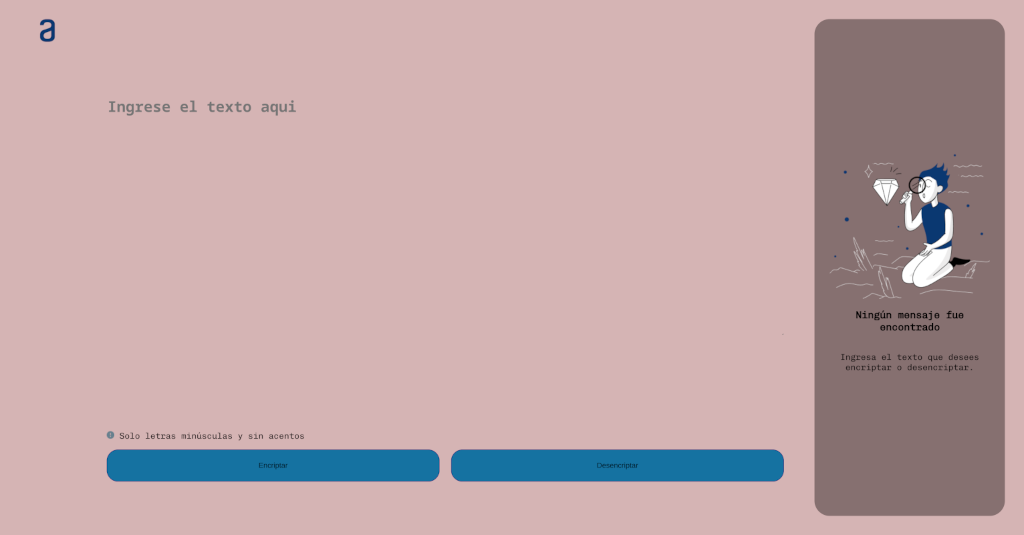 a
Ingrese el texto aqui
Solo letras minúsculas y sin acentos
Encriptar
Desencriptar
Ningún mensaje fue
encontrado
Ingresa el texto que desees
encriptar o desencriptar.